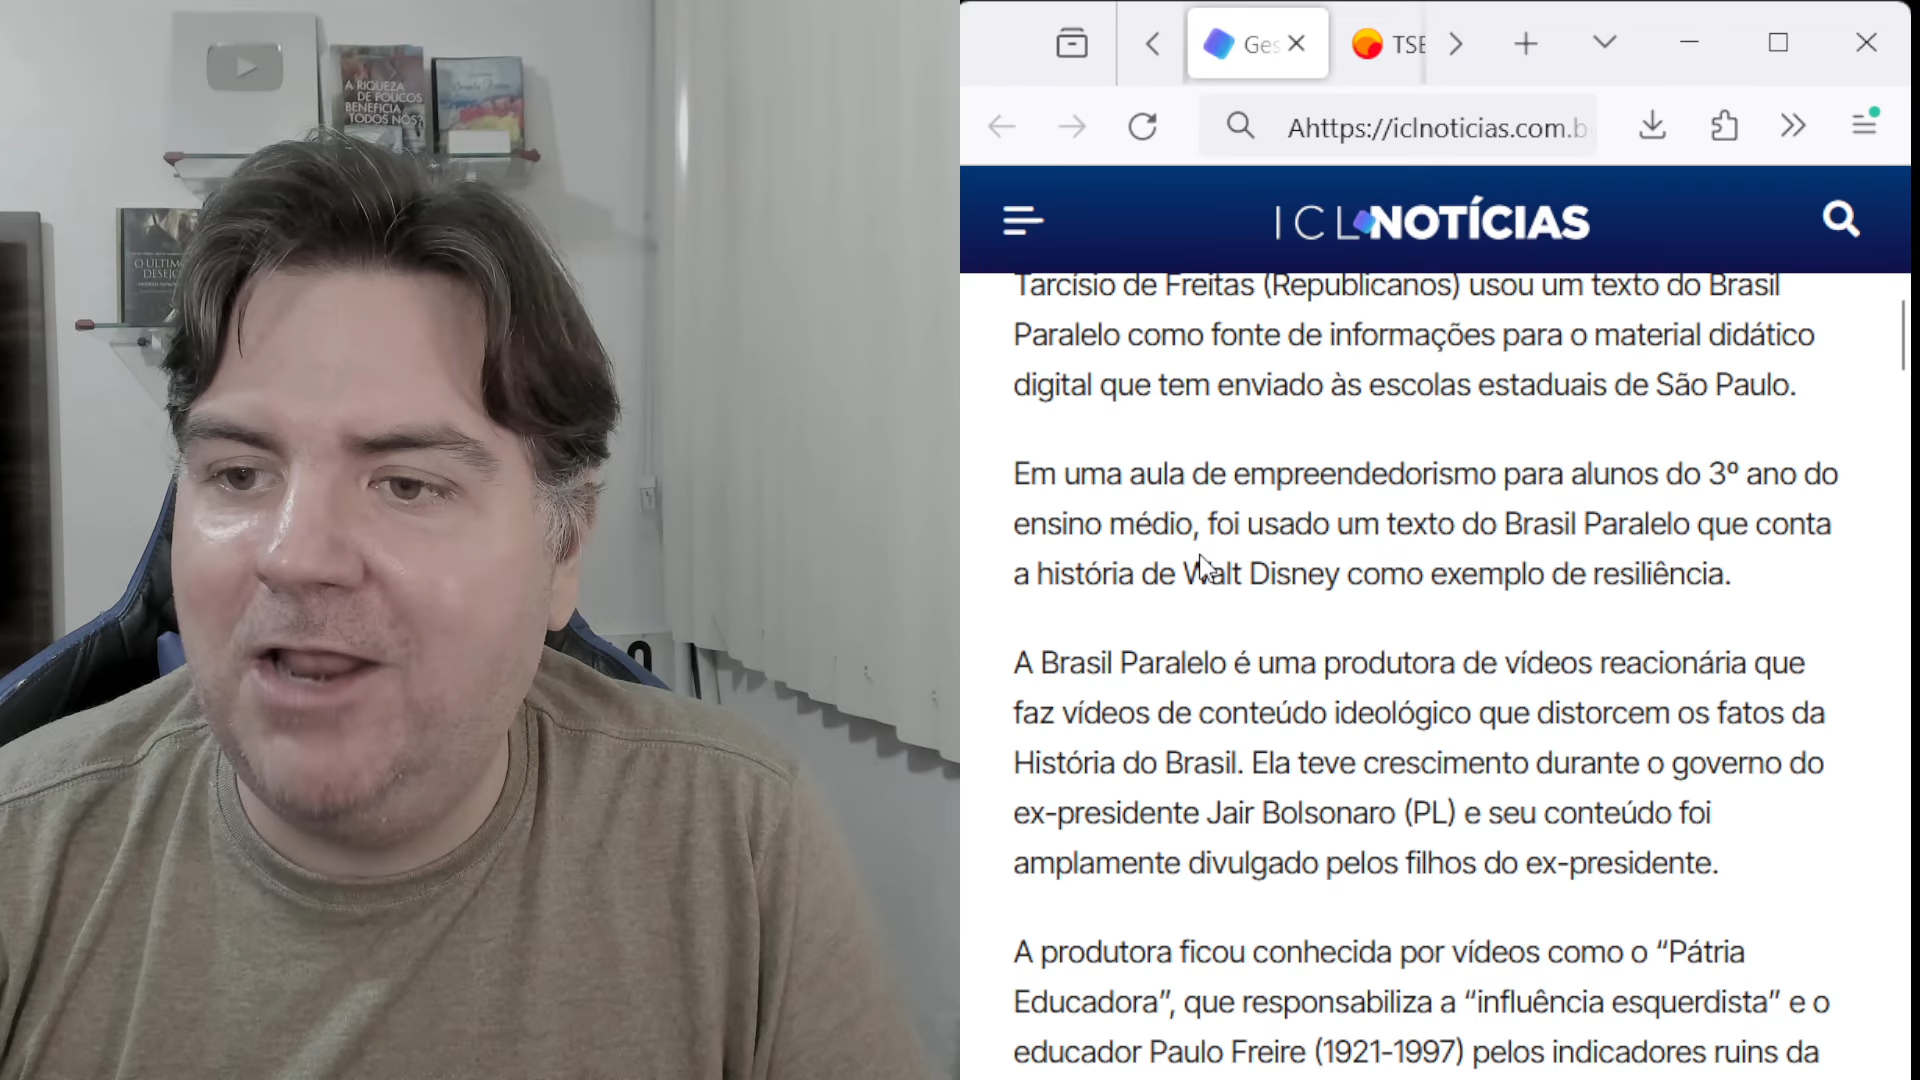 A RIQUEZA
DE POUCOS
BENEFICIA
TODOS NÓS?
O ÚLTIMO
DESEJO
Ges
TSE
Ahttps://iclnoticias.com.b
ICL NOTÍCIAS
Tarcísio de Freitas (Republicanos) usou um texto do Brasil
Paralelo como fonte de informações para o material didático
digital que tem enviado às escolas estaduais de São Paulo.
Em uma aula de empreendedorismo para alunos do 3º ano do
ensino médio, foi usado um texto do Brasil Paralelo que conta
a história de Walt Disney como exemplo de resiliência.
A Brasil Paralelo é uma produtora de vídeos reacionária que
faz vídeos de conteúdo ideológico que distorcem os fatos da
História do Brasil. Ela teve crescimento durante o governo do
ex-presidente Jair Bolsonaro (PL) e seu conteúdo foi
amplamente divulgado pelos filhos do ex-presidente.
A produtora ficou conhecida por vídeos como o “Pátria
Educadora”, que responsabiliza a “influência esquerdista” e o
educador Paulo Freire (1921-1997) pelos indicadores ruins da